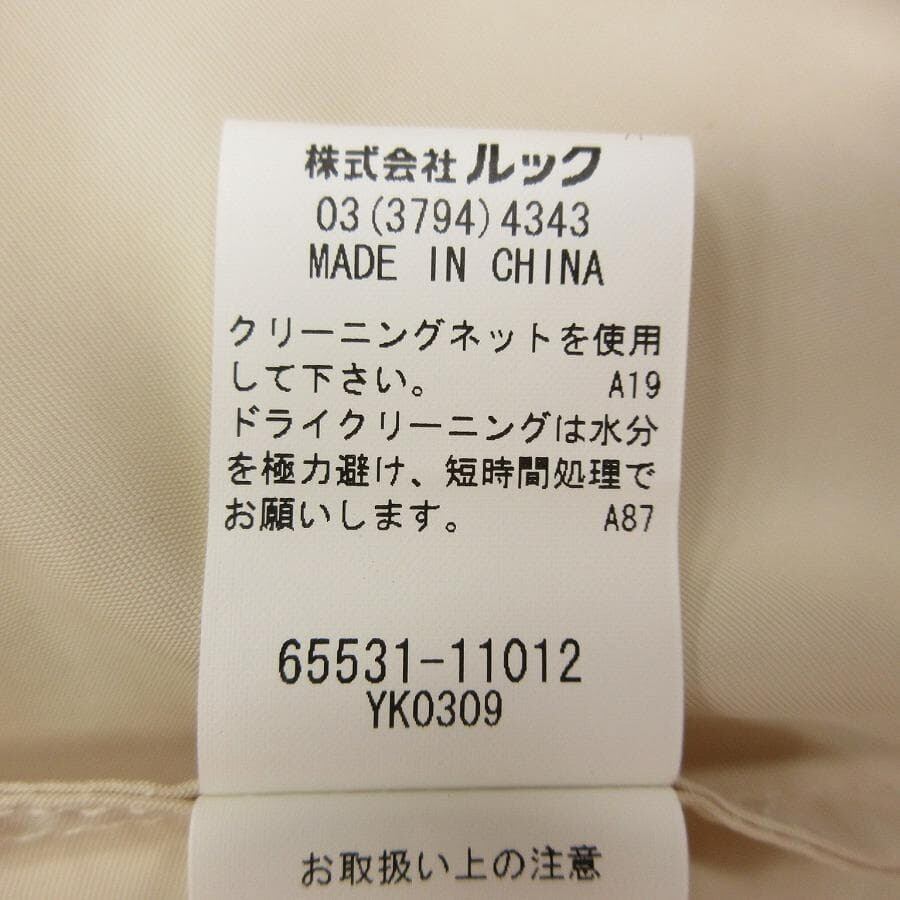 株式会社 ルック
03(3794)4343
MADE IN CHINA
クリーニングネットを使用
して下さい。 A19
ドライクリーニングは水分
を極力避け、短時間処理で
お願いします。 A87
65531-11012
YK0309
お取扱い上の注意